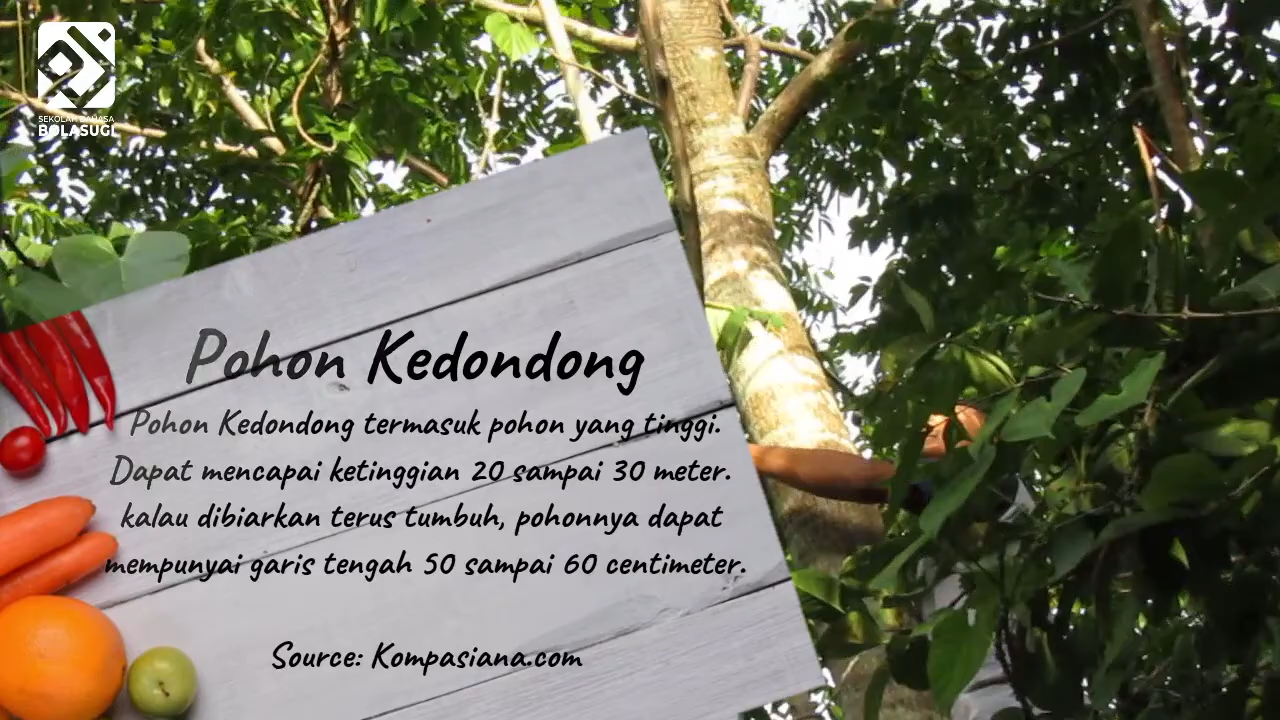 SEKOLAH BAHASA
BOLASUGI
Pohon Kedondong
Pohon Kedondong termasuk pohon yang tinggi.
Dapat mencapai ketinggian 20 sampai 30 meter.
kalau dibiarkan terus tumbuh, pohonnya dapat
mempunyai garis tengah 50 sampai 60 centimeter.
Source: Kompasiana.com